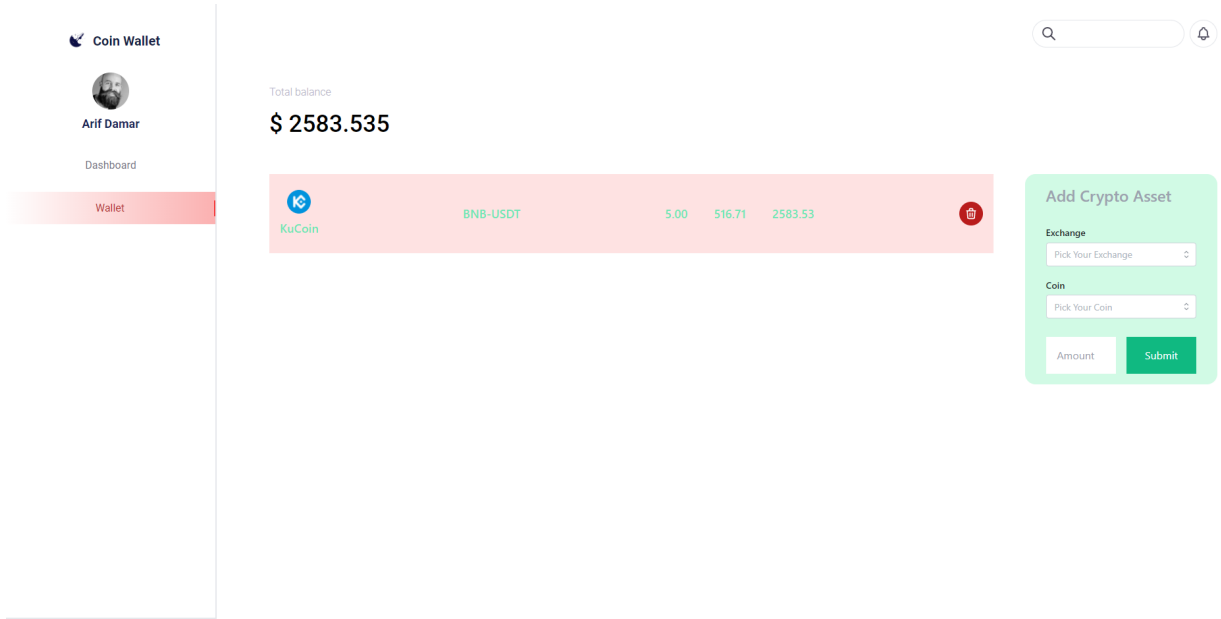 Coin Wallet
Arif Damar
Dashboard
Wallet
Total balance
$ 2583.535
KuCoin
BNB-USDT 5.00 516.71 2583.53
Add Crypto Asset
Exchange
Pick Your Exchange
Coin
Pick Your Coin
Amount Submit